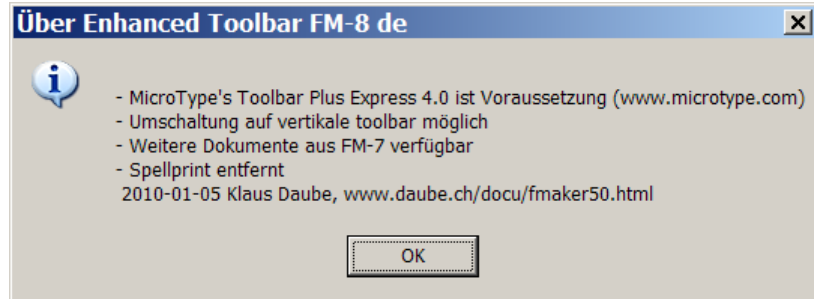 Über Enhanced Toolbar FM-8 de
- MicroType's Toolbar Plus Express 4.0 ist Voraussetzung (www.microtype.com)
- Umschaltung auf vertikale toolbar möglich
- Weitere Dokumente aus FM-7 verfügbar
- Spellprint entfernt
2010-01-05 Klaus Daube, www.daube.ch/docu/fmaker50.html
OK